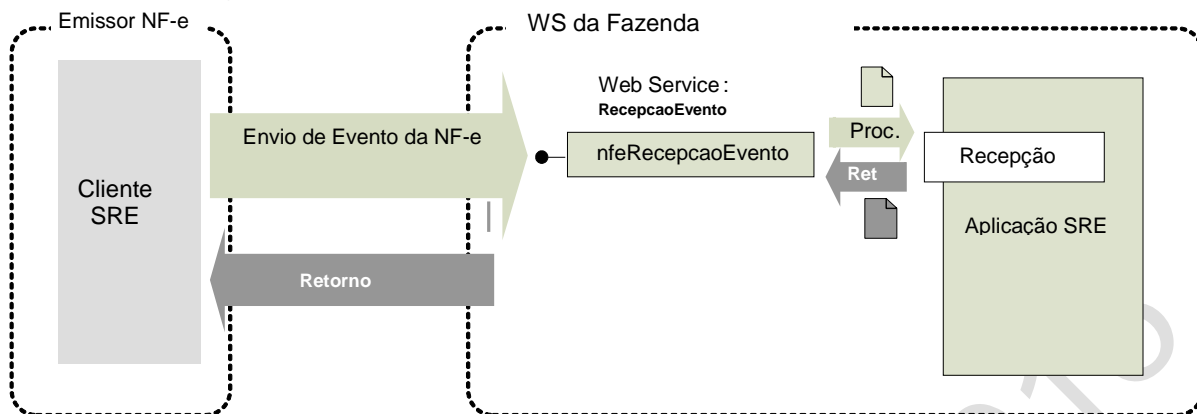 Emissor NF-e
WS da Fazenda
Cliente
SRE
Envio de Evento da NF-e
Retorno
Web Service :
RecepcaoEvento
nfeRecepcaoEvento
Proc.
Ret
Recepção
Aplicação SRE